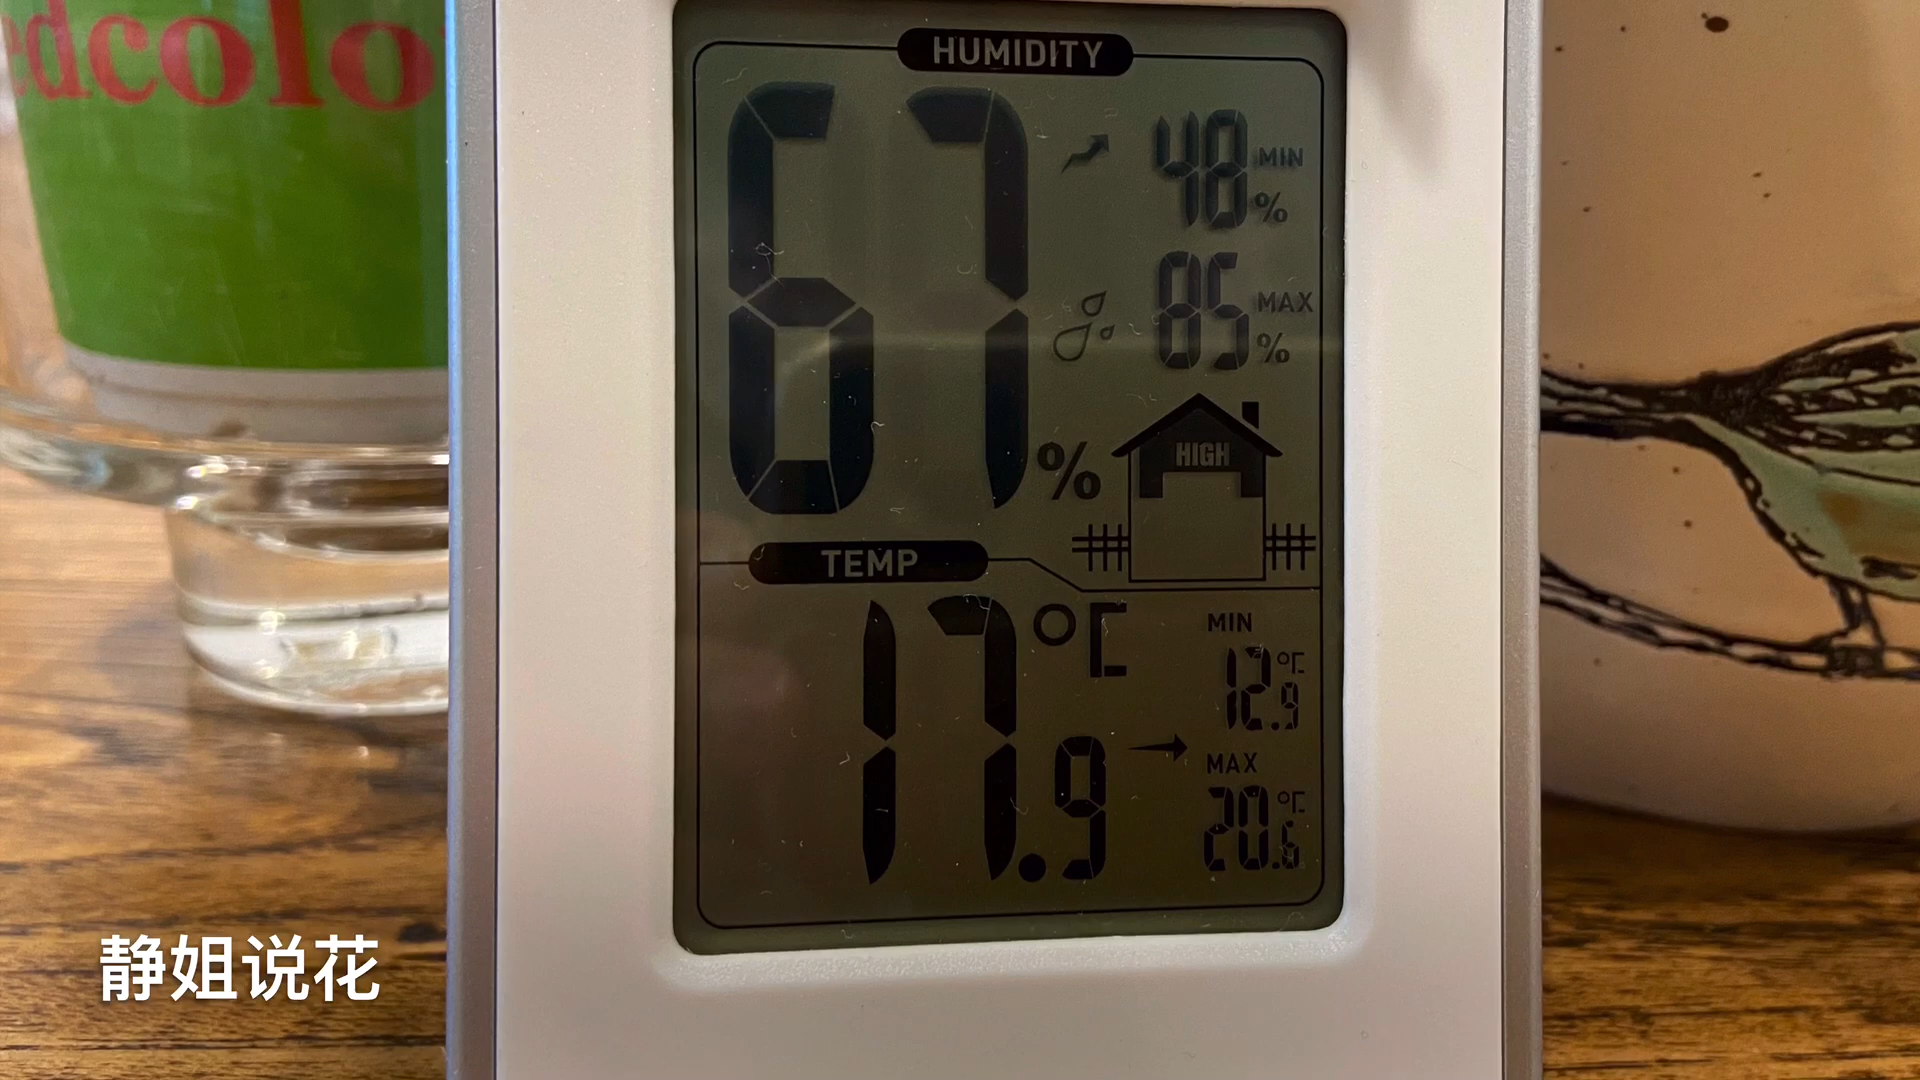 edcolo
HUMIDITY
67 %
48 MIN
%
85 MAX
%
HIGH
TEMP
17.9 °C
MIN
12.9 °C
MAX
20.6 °C
静姐说花